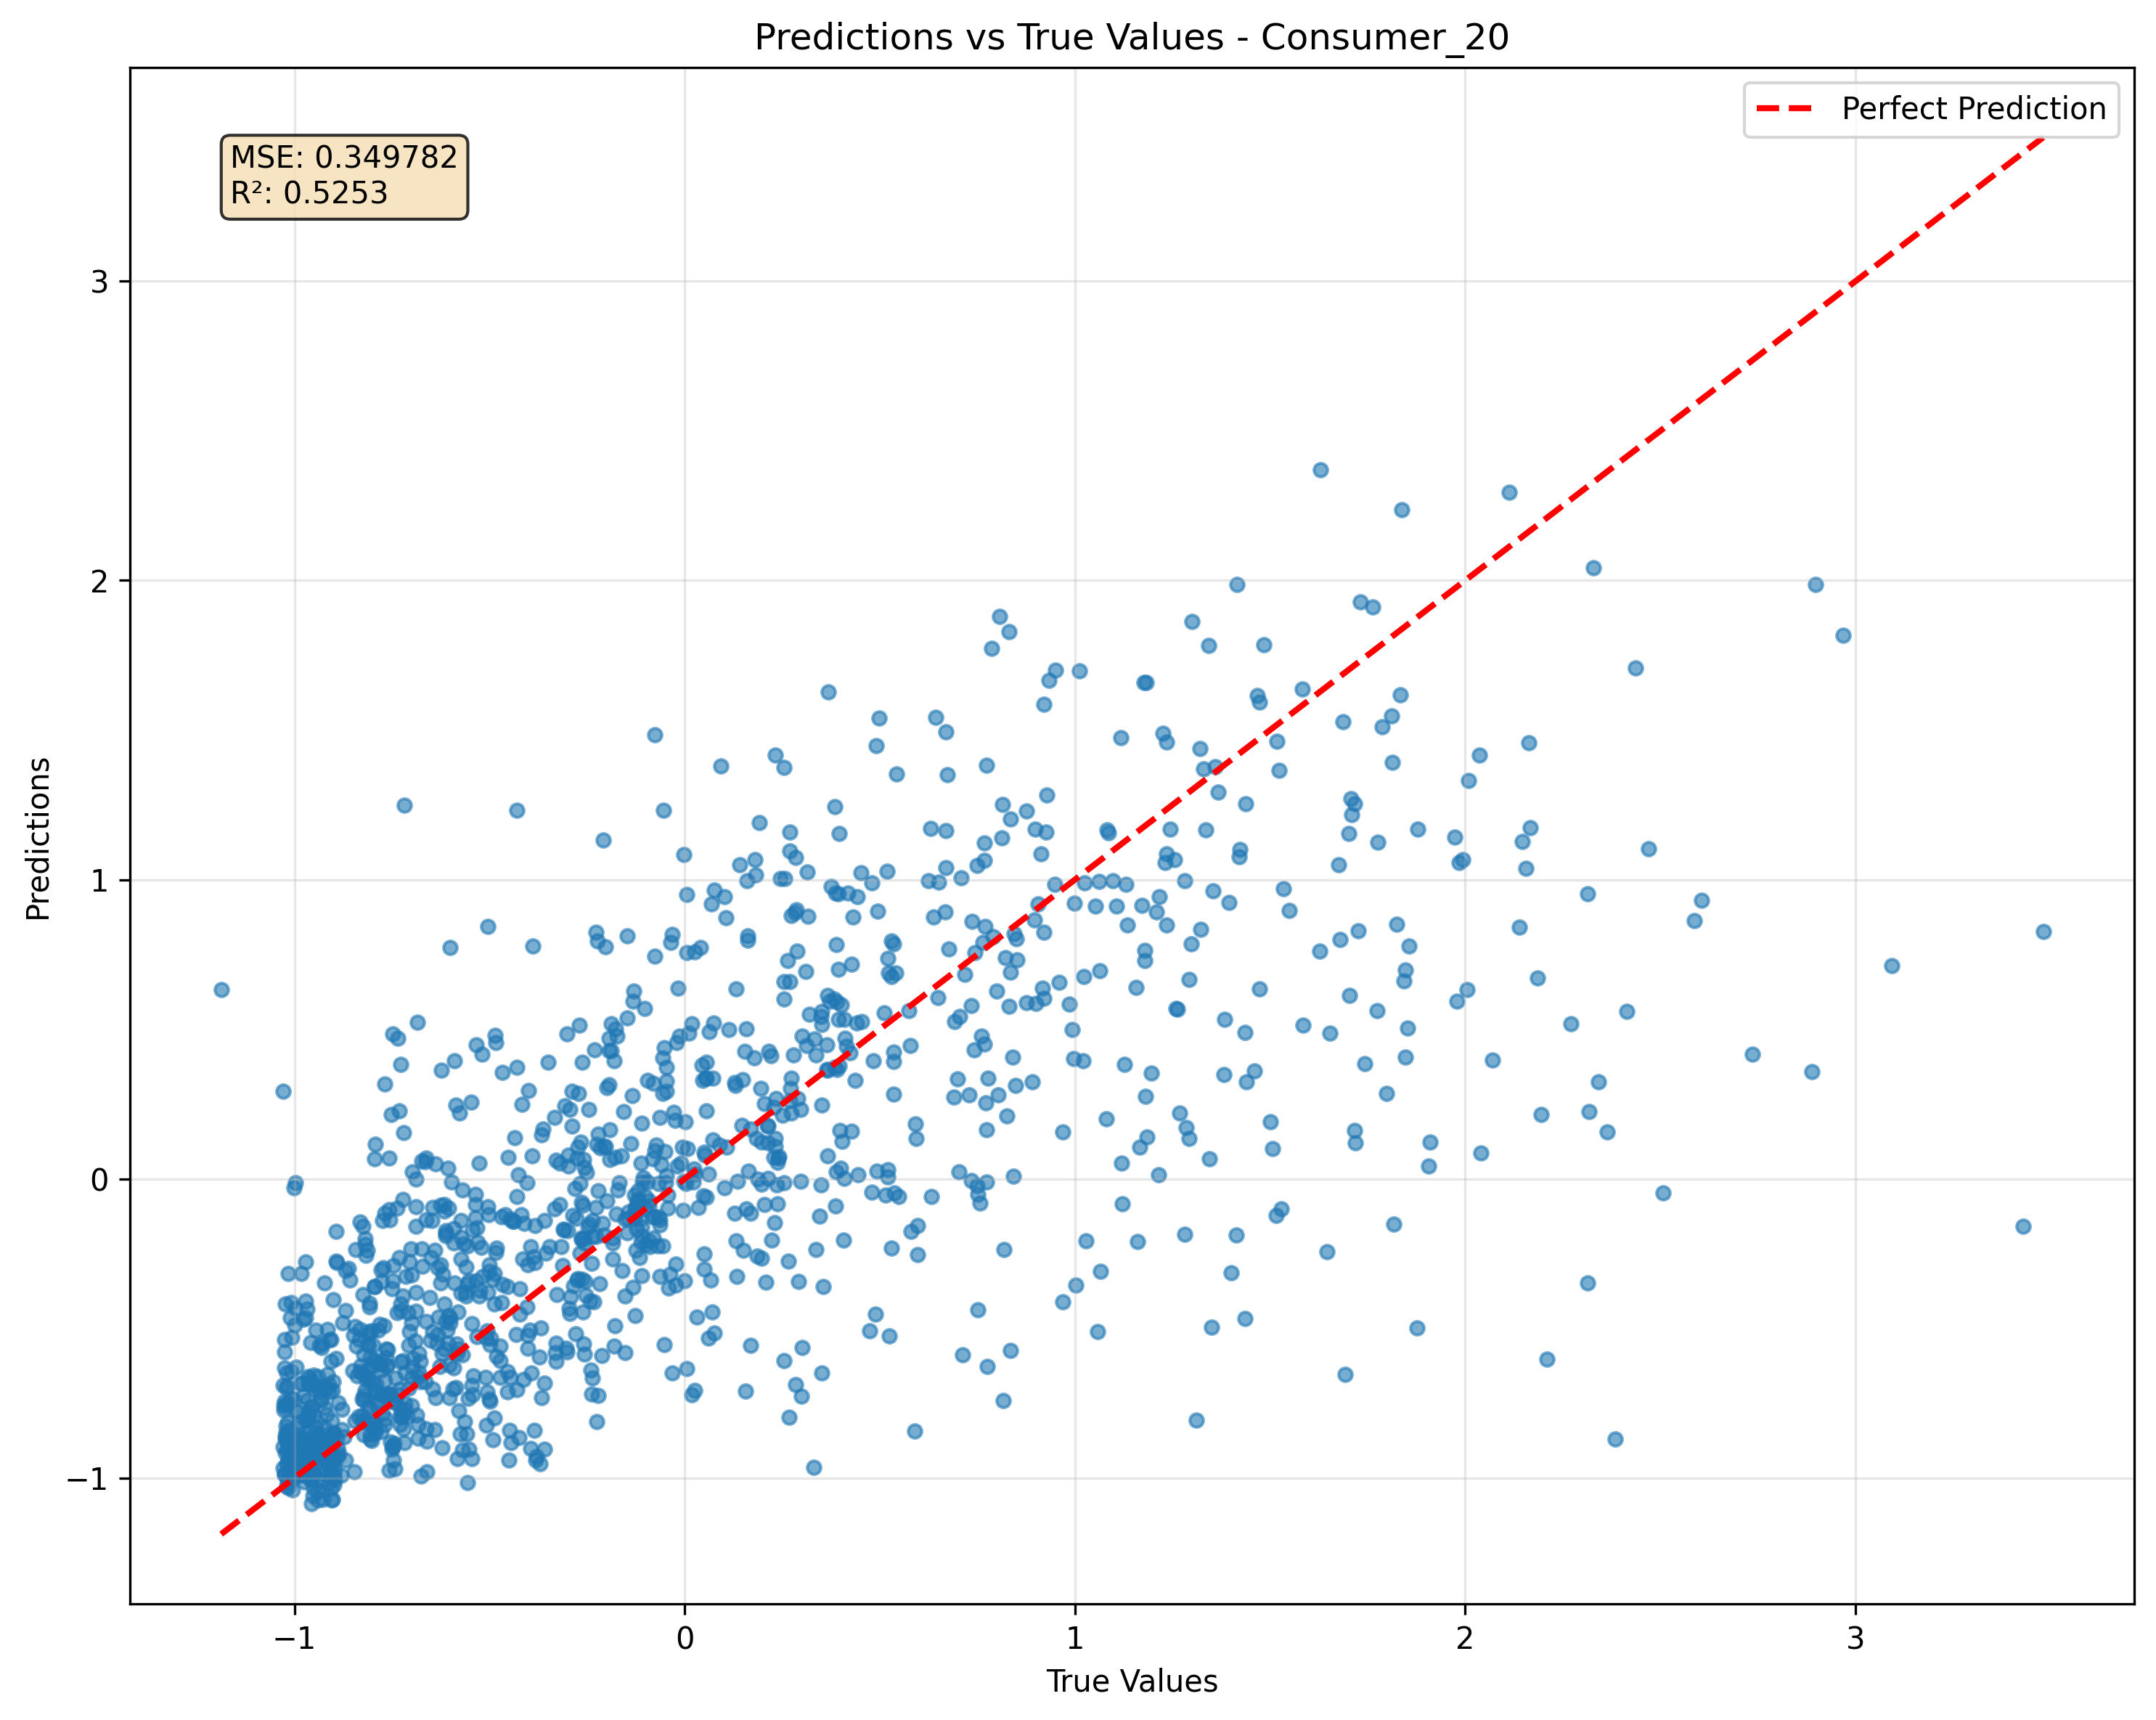 Predictions vs True Values - Consumer_20
Perfect Prediction
MSE: 0.349782
R²: 0.5253
3
2
1
0
−1
Predictions
−1
0
1
2
3
True Values